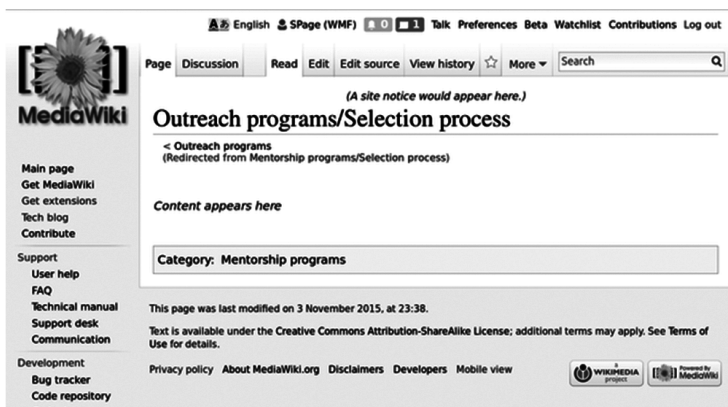 Aあ English SPage (WMF) 0 1 Talk Preferences Beta Watchlist Contributions Log out
Page Discussion Read Edit Edit source View history More Search
MediaWiki
(A site notice would appear here.)
Outreach programs/Selection process
< Outreach programs
(Redirected from Mentorship programs/Selection process)
Content appears here
Category: Mentorship programs
Main page
Get MediaWiki
Get extensions
Tech blog
Contribute
Support
User help
FAQ
Technical manual
Support desk
Communication
Development
Bug tracker
Code repository
This page was last modified on 3 November 2015, at 23:38.
Text is available under the Creative Commons Attribution-ShareAlike License; additional terms may apply. See Terms of
Use for details.
Privacy policy About MediaWiki.org Disclaimers Developers Mobile view
A
WIKIMEDIA
project
Powered By
MediaWiki